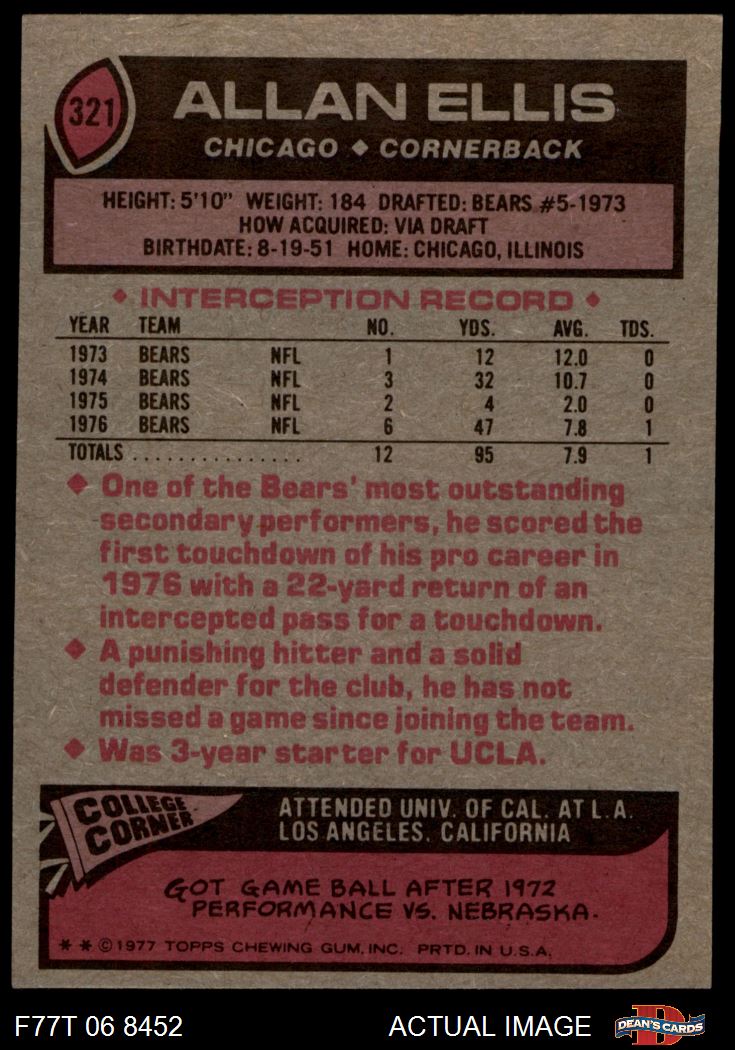 321
ALLAN ELLIS
CHICAGO ◆ CORNERBACK
HEIGHT: 5'10" WEIGHT: 184 DRAFTED: BEARS #5-1973
HOW ACQUIRED: VIA DRAFT
BIRTHDATE: 8-19-51 HOME: CHICAGO, ILLINOIS
◆ INTERCEPTION RECORD ◆
YEAR TEAM NO. YDS. AVG. TDS.
1973 BEARS NFL 1 12 12.0 0
1974 BEARS NFL 3 32 10.7 0
1975 BEARS NFL 2 4 2.0 0
1976 BEARS NFL 6 47 7.8 1
TOTALS ................ 12 95 7.9 1
◆ One of the Bears' most outstanding
secondary performers, he scored the
first touchdown of his pro career in
1976 with a 22-yard return of an
intercepted pass for a touchdown.
◆ A punishing hitter and a solid
defender for the club, he has not
missed a game since joining the team.
◆ Was 3-year starter for UCLA.
COLLEGE
CORNER
ATTENDED UNIV. OF CAL. AT L.A.
LOS ANGELES, CALIFORNIA
GOT GAME BALL AFTER 1972
PERFORMANCE VS. NEBRASKA.
* * ©1977 TOPPS CHEWING GUM, INC. PRTD. IN U.S.A.
F77T 06 8452 ACTUAL IMAGE
D
DEAN'S CARDS